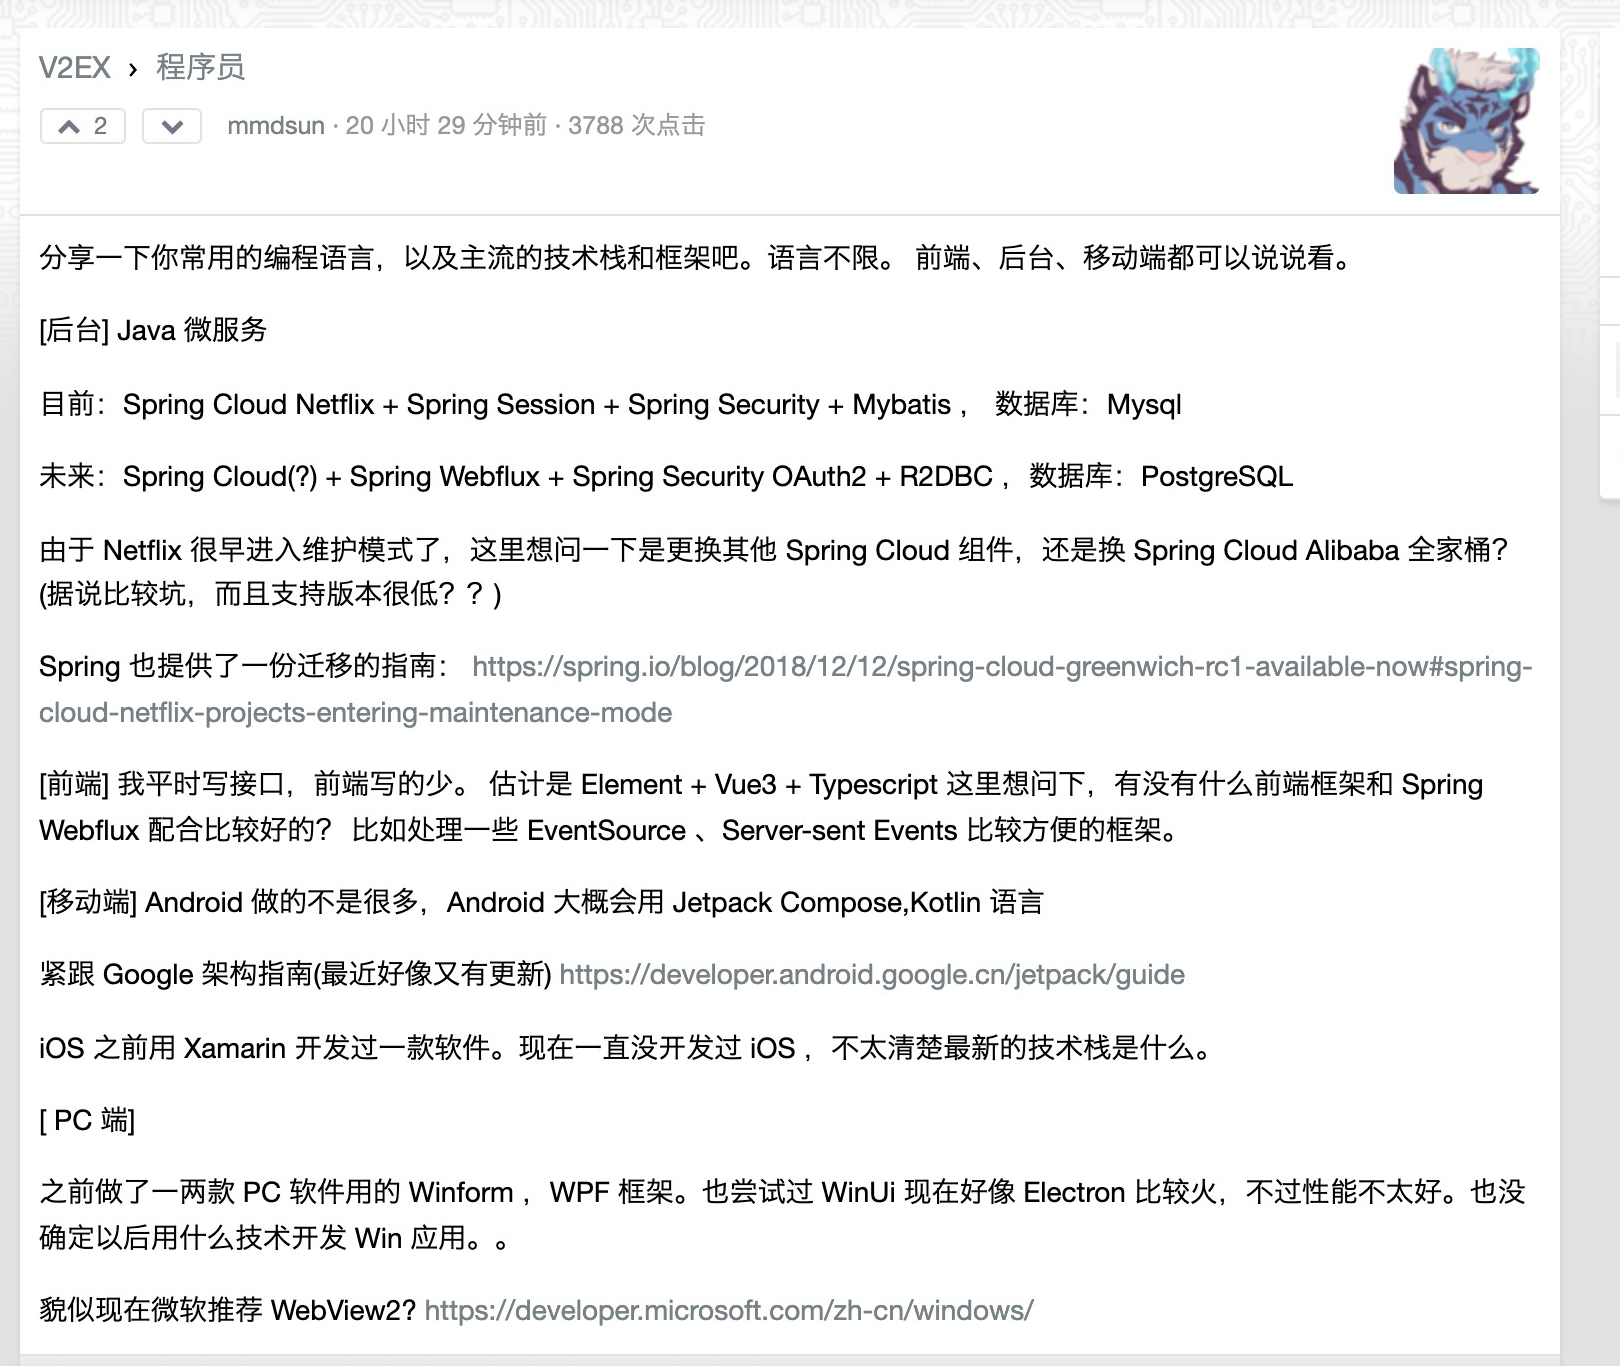 V2EX › 程序员
2
mmdsun · 20 小时 29 分钟前 · 3788 次点击
分享一下你常用的编程语言，以及主流的技术栈和框架吧。语言不限。 前端、后台、移动端都可以说说看。
[后台] Java 微服务
目前：Spring Cloud Netflix + Spring Session + Spring Security + Mybatis ， 数据库：Mysql
未来：Spring Cloud(?) + Spring Webflux + Spring Security OAuth2 + R2DBC ，数据库：PostgreSQL
由于 Netflix 很早进入维护模式了，这里想问一下是更换其他 Spring Cloud 组件，还是换 Spring Cloud Alibaba 全家桶？
(据说比较坑，而且支持版本很低？？)
Spring 也提供了一份迁移的指南： https://spring.io/blog/2018/12/12/spring-cloud-greenwich-rc1-available-now#spring-
cloud-netflix-projects-entering-maintenance-mode
[前端] 我平时写接口，前端写的少。 估计是 Element + Vue3 + Typescript 这里想问下，有没有什么前端框架和 Spring
Webflux 配合比较好的？ 比如处理一些 EventSource 、Server-sent Events 比较方便的框架。
[移动端] Android 做的不是很多，Android 大概会用 Jetpack Compose,Kotlin 语言
紧跟 Google 架构指南(最近好像又有更新) https://developer.android.google.cn/jetpack/guide
iOS 之前用 Xamarin 开发过一款软件。现在一直没开发过 iOS ，不太清楚最新的技术栈是什么。
[ PC 端]
之前做了一两款 PC 软件用的 Winform ，WPF 框架。也尝试过 WinUi 现在好像 Electron 比较火，不过性能不太好。也没
确定以后用什么技术开发 Win 应用。。
貌似现在微软推荐 WebView2? https://developer.microsoft.com/zh-cn/windows/